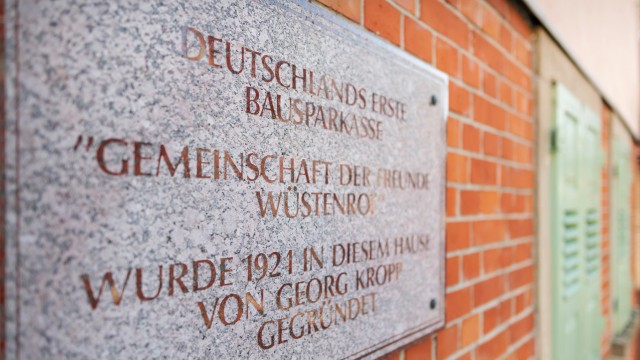 DEUTSCHLANDS ERSTE
BAUSPARKASSE
"GEMEINSCHAFT DER FREUNDE
WÜSTENROT"
WURDE 1921 IN DIESEM HAUSE
VON GEORG KROPP
GEGRÜNDET